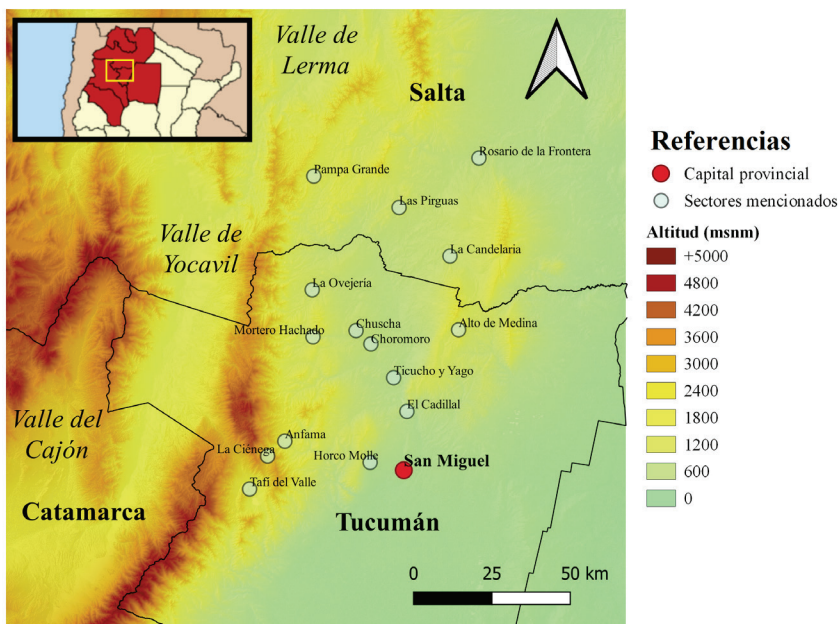 Valle de
Lerma
Salta
Rosario de la Frontera
Pampa Grande
Las Pirguas
Valle de
Yocavil
La Candelaria
La Ovejería
Mortero Hachado
Chuscha
Choromoro
Alto de Medina
Ticucho y Yago
El Cadillal
Valle del
Cajón
Anfama
La Ciénega
Horco Molle
San Miguel
Tafí del Valle
Catamarca
Tucumán
0 25 50 km
Referencias
Capital provincial
Sectores mencionados
Altitud (msnm)
+5000
4800
4200
3600
3000
2400
1800
1200
600
0